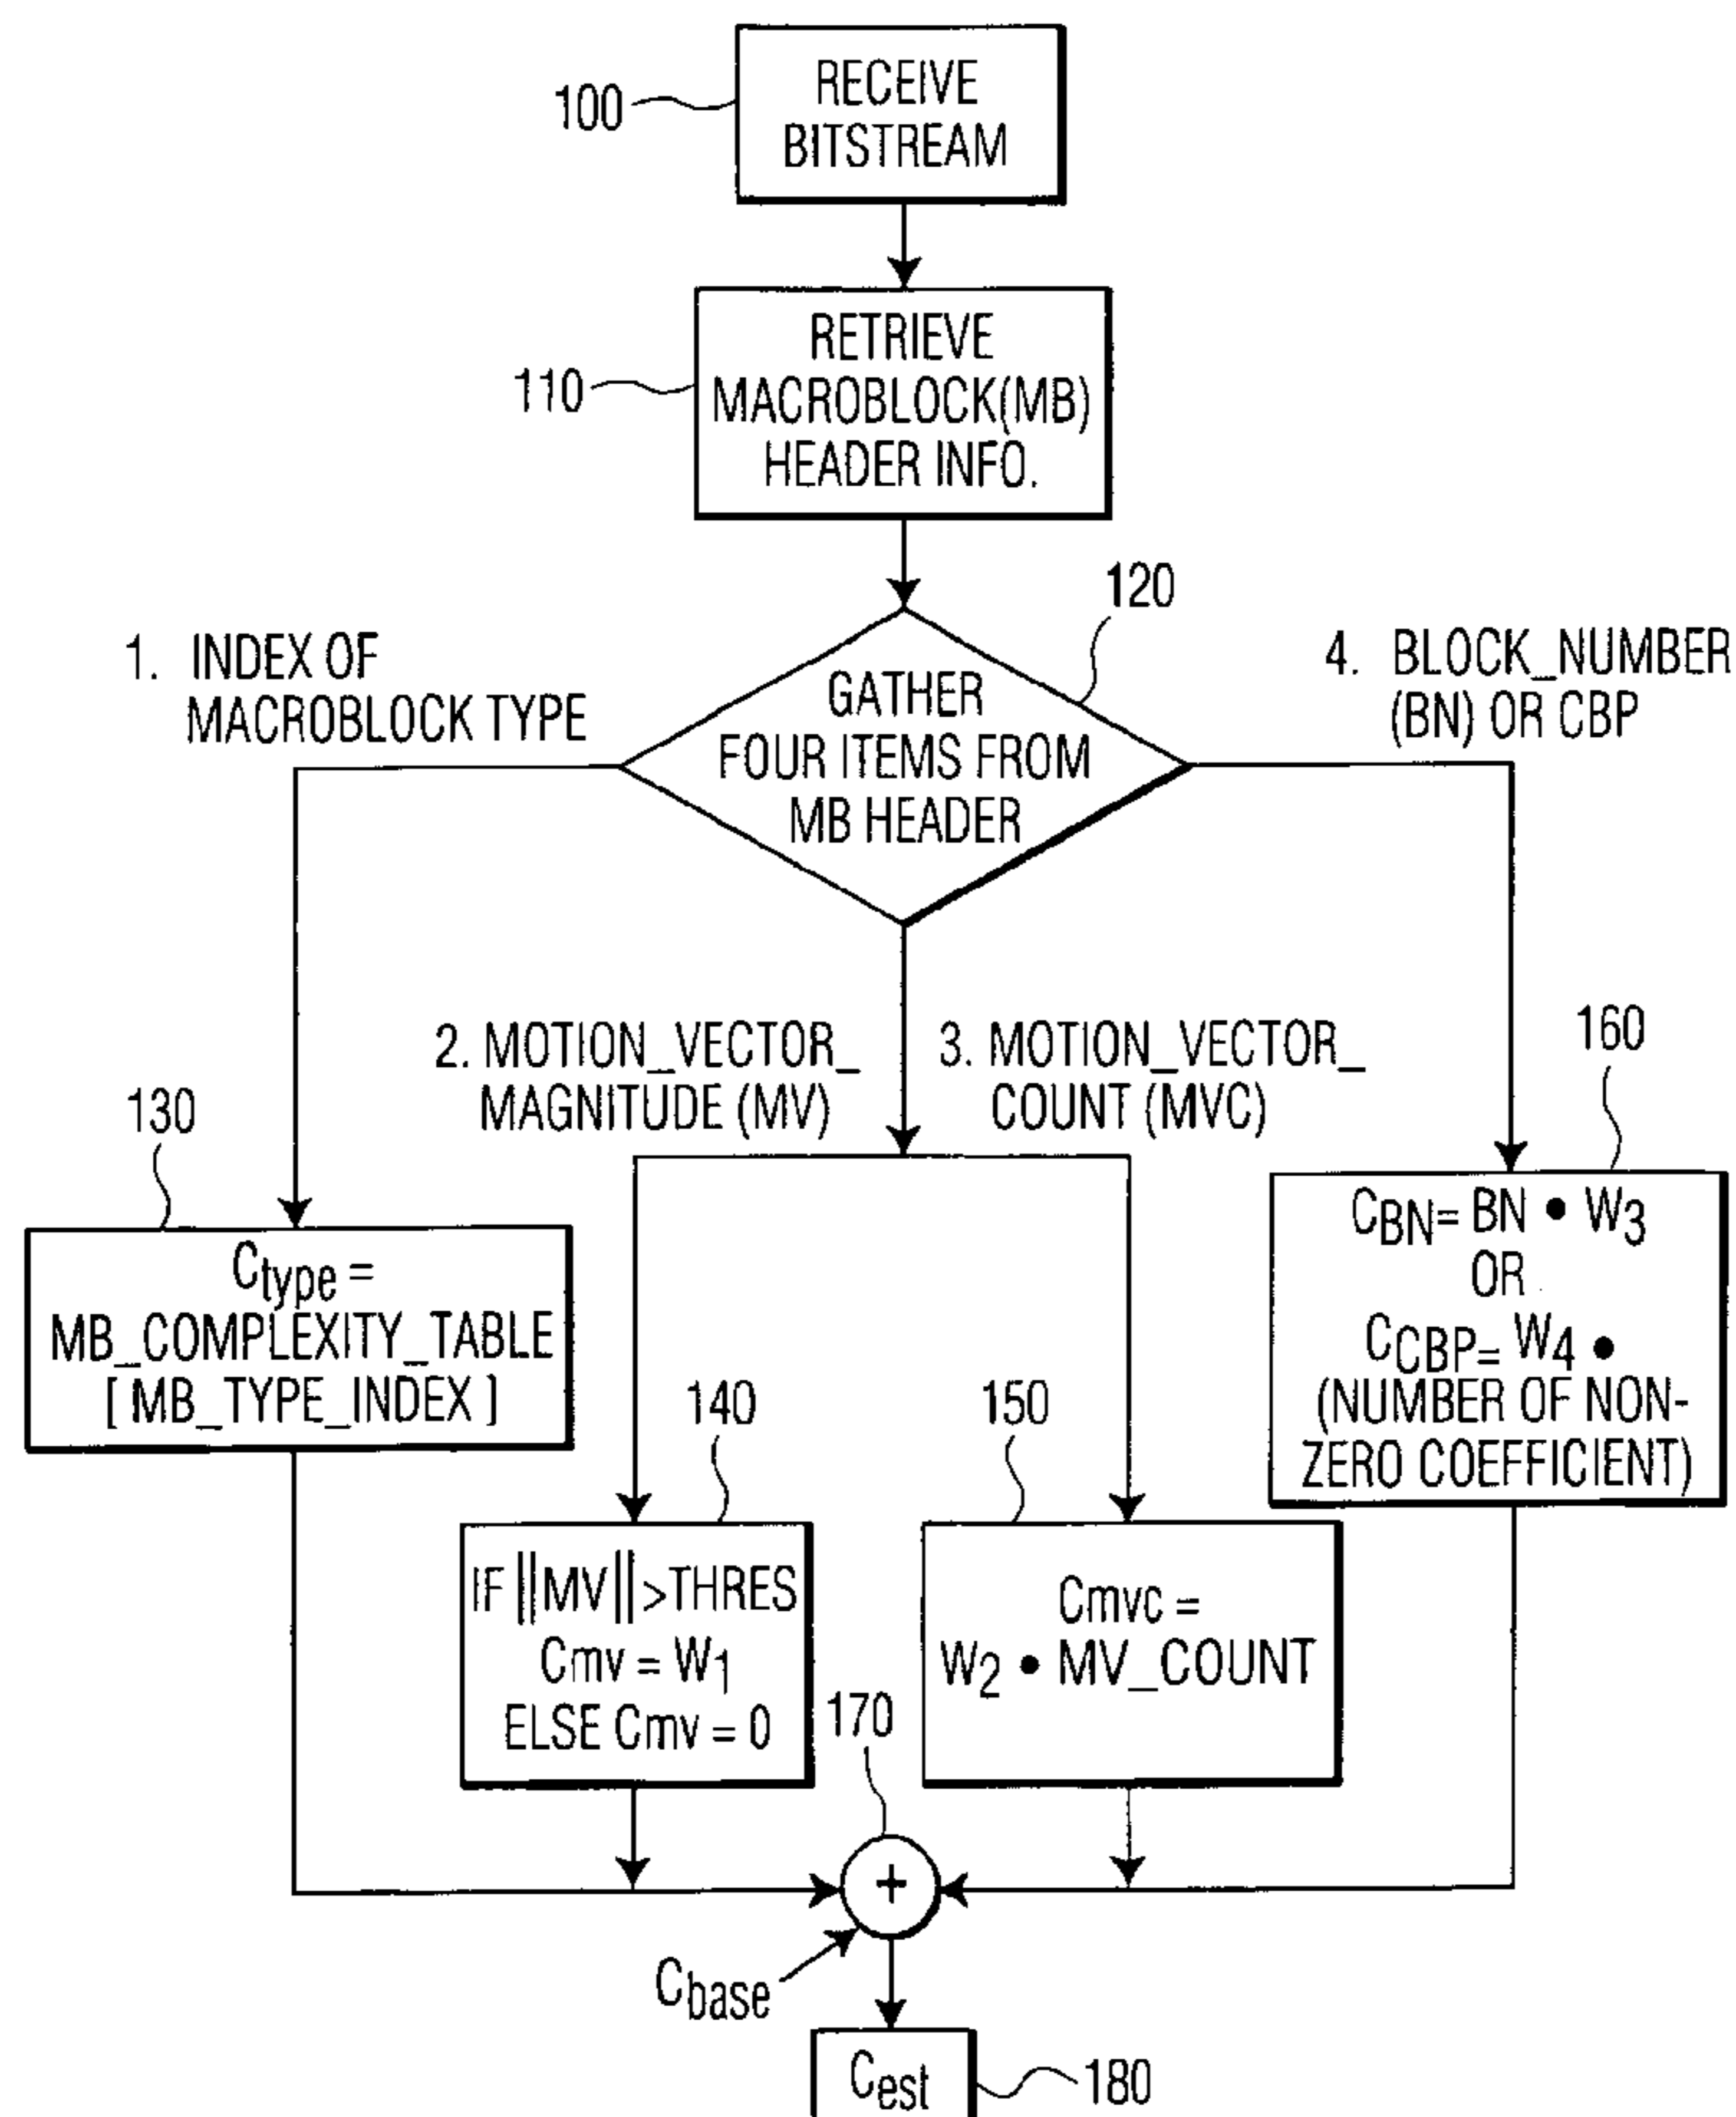 100
RECEIVE
BITSTREAM
110
RETRIEVE
MACROBLOCK(MB)
HEADER INFO.
120
GATHER
FOUR ITEMS FROM
MB HEADER
1. INDEX OF
MACROBLOCK TYPE
4. BLOCK_NUMBER
(BN) OR CBP
2. MOTION_VECTOR_
MAGNITUDE (MV)
3. MOTION_VECTOR_
COUNT (MVC)
130
Ctype =
MB_COMPLEXITY_TABLE
[ MB_TYPE_INDEX ]
160
CBN= BN • W3
OR
CCBP= W4 •
(NUMBER OF NON-
ZERO COEFFICIENT)
140
IF ||MV||>THRES
Cmv = W1
ELSE Cmv = 0
150
Cmvc =
W2 • MV_COUNT
170
+
Cbase
Cest
180